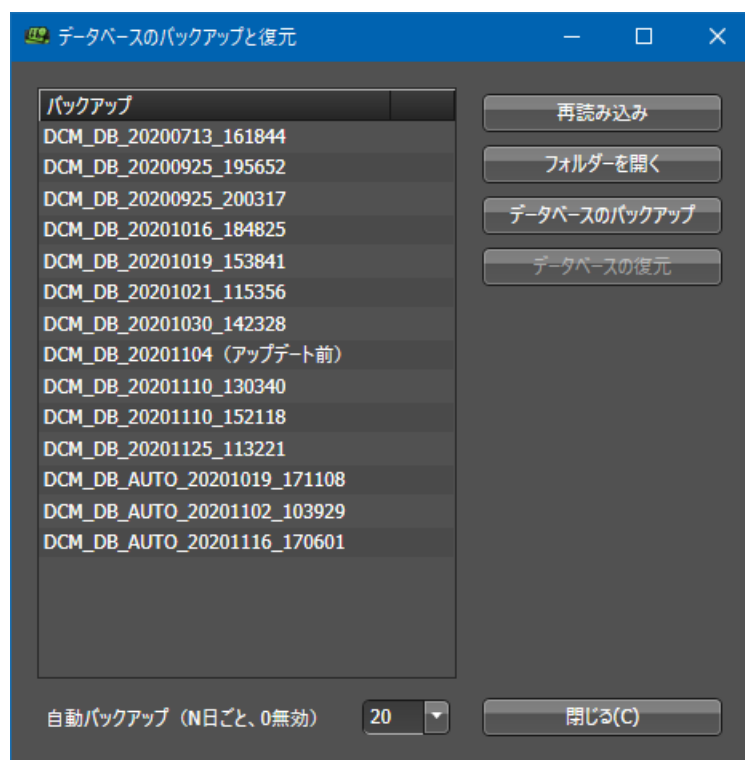 データベースのバックアップと復元
バックアップ
DCM_DB_20200713_161844
DCM_DB_20200925_195652
DCM_DB_20200925_200317
DCM_DB_20201016_184825
DCM_DB_20201019_153841
DCM_DB_20201021_115356
DCM_DB_20201030_142328
DCM_DB_20201104（アップデート前）
DCM_DB_20201110_130340
DCM_DB_20201110_152118
DCM_DB_20201125_113221
DCM_DB_AUTO_20201019_171108
DCM_DB_AUTO_20201102_103929
DCM_DB_AUTO_20201116_170601
再読み込み
フォルダーを開く
データベースのバックアップ
データベースの復元
自動バックアップ（N日ごと、0無効） 20
閉じる(C)